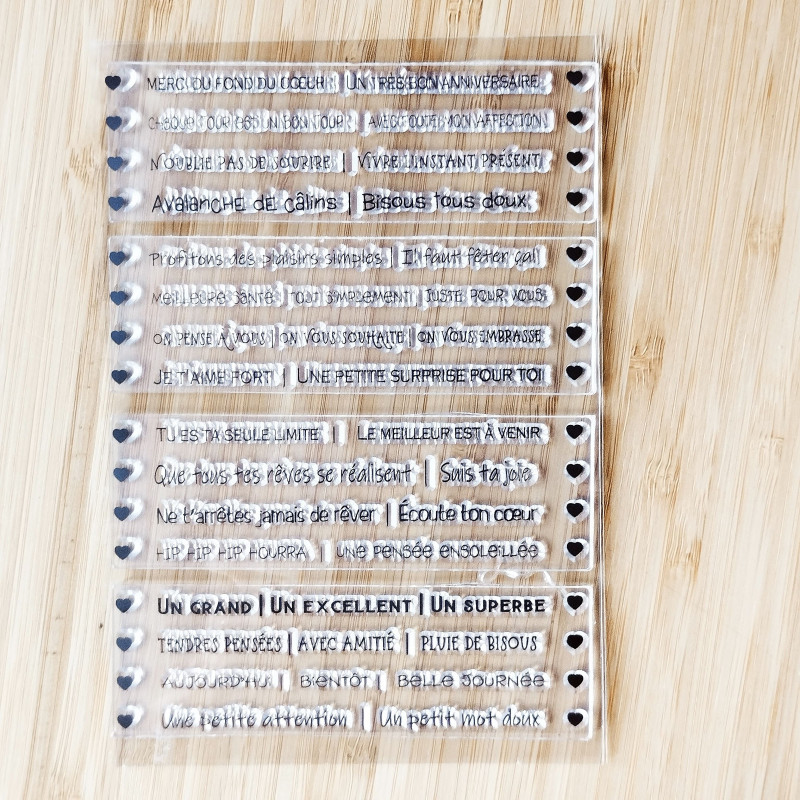 MERCI DU FOND DU CŒUR | UN TRÈS BON ANNIVERSAIRE
CHAQUE JOUR EST UN BON JOUR | AVEC TOUTE MON AFFECTION
N'OUBLIE PAS DE SOURIRE | VIVRE L'INSTANT PRÉSENT
Avalanche de câlins | Bisous tous doux
Profitons des plaisirs simples | Il faut fêter ça!
MEILLEURE SANTÉ | TOUT SIMPLEMENT | JUSTE POUR VOUS
ON PENSE À VOUS | ON VOUS SOUHAITE | ON VOUS EMBRASSE
JE T'AIME FORT | UNE PETITE SURPRISE POUR TOI
TU ES TA SEULE LIMITE | LE MEILLEUR EST À VENIR
Que tous tes rêves se réalisent | Suis ta joie
Ne t'arrêtes jamais de rêver | Écoute ton cœur
HIP HIP HIP HOURRA | UNE PENSÉE ENSOLEILLÉE
UN GRAND | UN EXCELLENT | UN SUPERBE
TENDRES PENSÉES | AVEC AMITIÉ | PLUIE DE BISOUS
AUJOURD'HUI | BIENTÔT | BELLE JOURNÉE
Une petite attention | Un petit mot doux